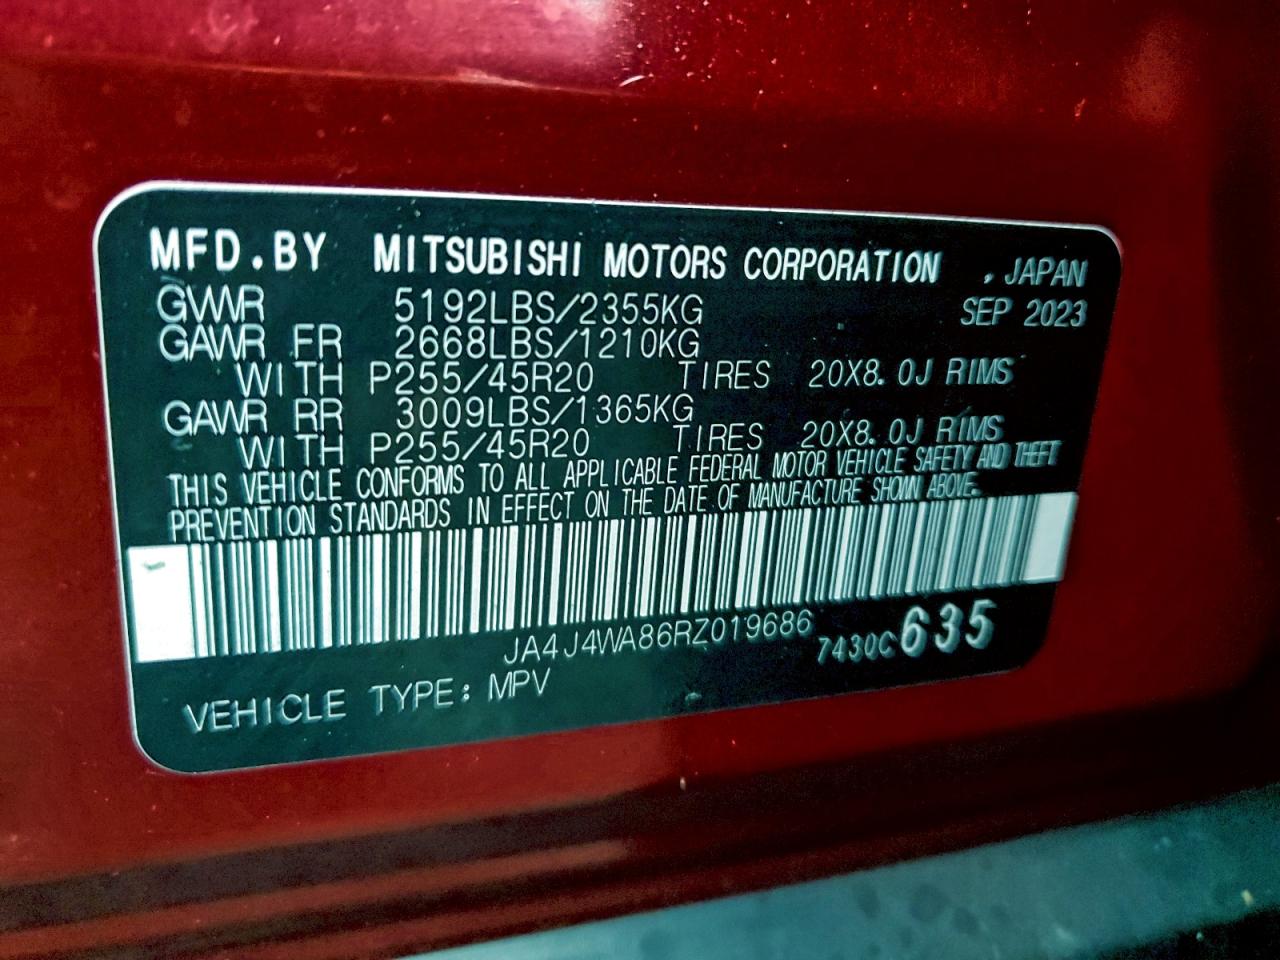 MFD.BY MITSUBISHI MOTORS CORPORATION , JAPAN
GVWR 5192LBS/2355KG SEP 2023
GAWR FR 2668LBS/1210KG
WITH P255/45R20 TIRES 20X8.0J RIMS
GAWR RR 3009LBS/1365KG
WITH P255/45R20 TIRES 20X8.0J RIMS
THIS VEHICLE CONFORMS TO ALL APPLICABLE FEDERAL MOTOR VEHICLE SAFETY AND THEFT
PREVENTION STANDARDS IN EFFECT ON THE DATE OF MANUFACTURE SHOWN ABOVE.
JA4J4WA86RZ019686 7430C635
VEHICLE TYPE: MPV